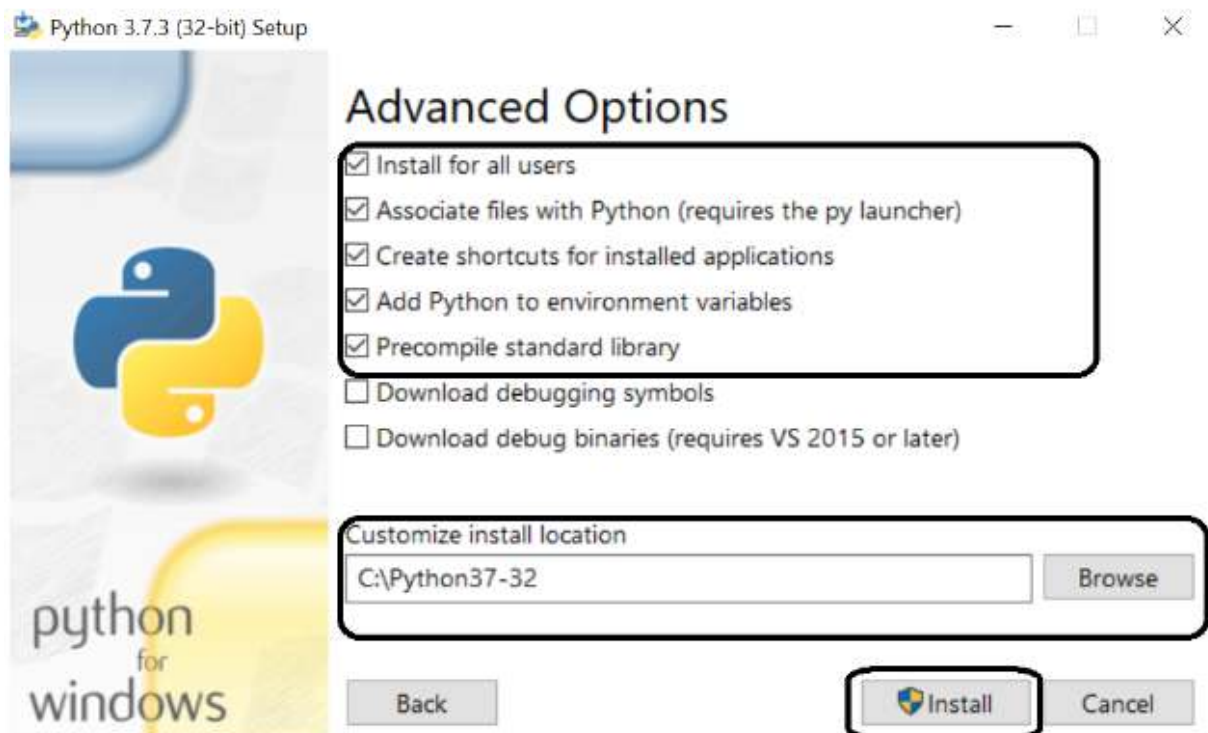 Python 3.7.3 (32-bit) Setup
Advanced Options
Install for all users
Associate files with Python (requires the py launcher)
Create shortcuts for installed applications
Add Python to environment variables
Precompile standard library
Download debugging symbols
Download debug binaries (requires VS 2015 or later)
Customize install location
C:\Python37-32
Browse
python
for
windows
Back
Install
Cancel